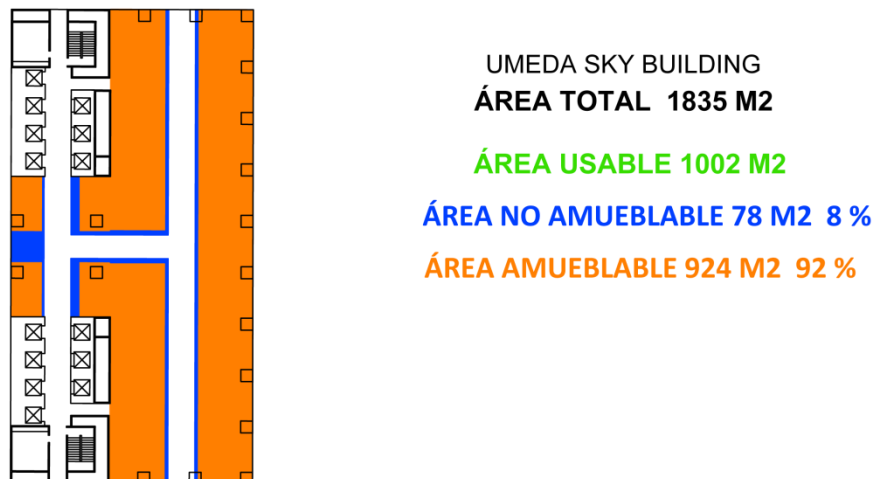 UMEDA SKY BUILDING
ÁREA TOTAL 1835 M2
ÁREA USABLE 1002 M2
ÁREA NO AMUEBLABLE 78 M2 8 %
ÁREA AMUEBLABLE 924 M2 92 %